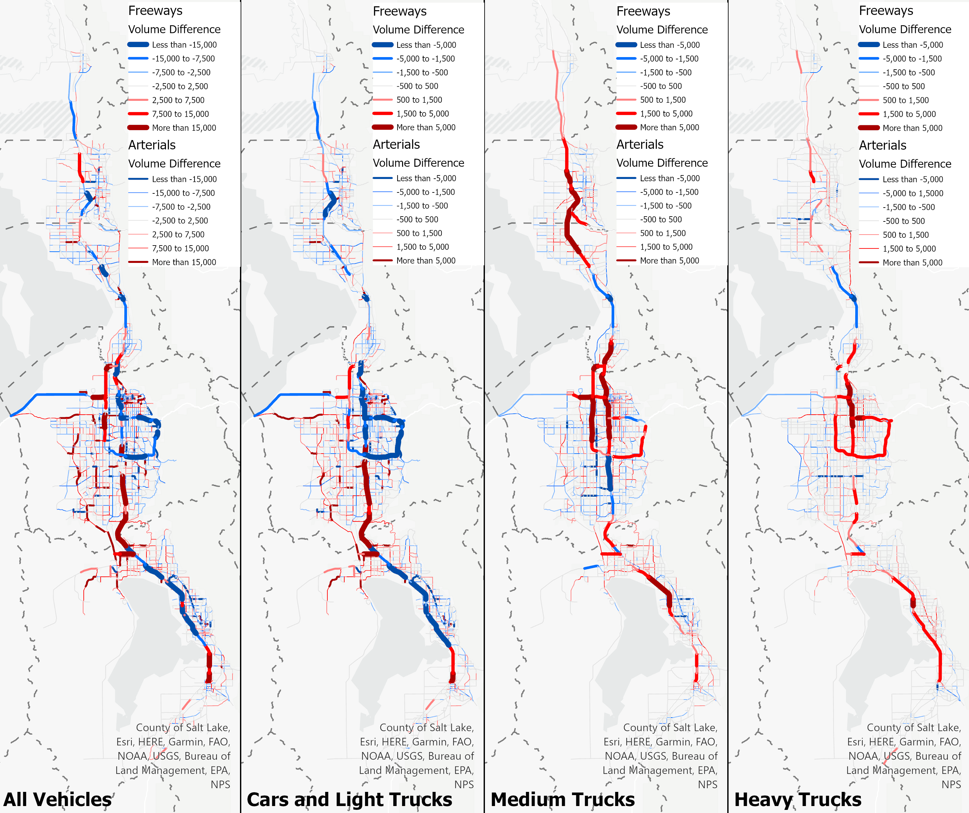 Freeways
Volume Difference
Less than -15,000
-15,000 to -7,500
-7,500 to -2,500
-2,500 to 2,500
2,500 to 7,500
7,500 to 15,000
More than 15,000
Arterials
Volume Difference
Less than -15,000
-15,000 to -7,500
-7,500 to -2,500
-2,500 to 2,500
2,500 to 7,500
7,500 to 15,000
More than 15,000
County of Salt Lake,
Esri, HERE, Garmin, FAO,
NOAA, USGS, Bureau of
Land Management, EPA,
NPS
All Vehicles
Freeways
Volume Difference
Less than -5,000
-5,000 to -1,500
-1,500 to -500
-500 to 500
500 to 1,500
1,500 to 5,000
More than 5,000
Arterials
Volume Difference
Less than -5,000
-5,000 to -1,500
-1,500 to -500
-500 to 500
500 to 1,500
1,500 to 5,000
More than 5,000
County of Salt Lake,
Esri, HERE, Garmin, FAO,
NOAA, USGS, Bureau of
Land Management, EPA,
NPS
Cars and Light Trucks
Freeways
Volume Difference
Less than -5,000
-5,000 to -1,500
-1,500 to -500
-500 to 500
500 to 1,500
1,500 to 5,000
More than 5,000
Arterials
Volume Difference
Less than -5,000
-5,000 to -1,500
-1,500 to -500
-500 to 500
500 to 1,500
1,500 to 5,000
More than 5,000
County of Salt Lake,
Esri, HERE, Garmin, FAO,
NOAA, USGS, Bureau of
Land Management, EPA,
NPS
Medium Trucks
Freeways
Volume Difference
Less than -5,000
-5,000 to -1,500
-1,500 to -500
-500 to 500
500 to 1,500
1,500 to 5,000
More than 5,000
Arterials
Volume Difference
Less than -5,000
-5,000 to 1,5000
-1,500 to -500
-500 to 500
500 to 1,500
1,500 to 5,000
More than 5,000
County of Salt Lake,
Esri, HERE, Garmin, FAO,
NOAA, USGS, Bureau of
Land Management, EPA,
NPS
Heavy Trucks